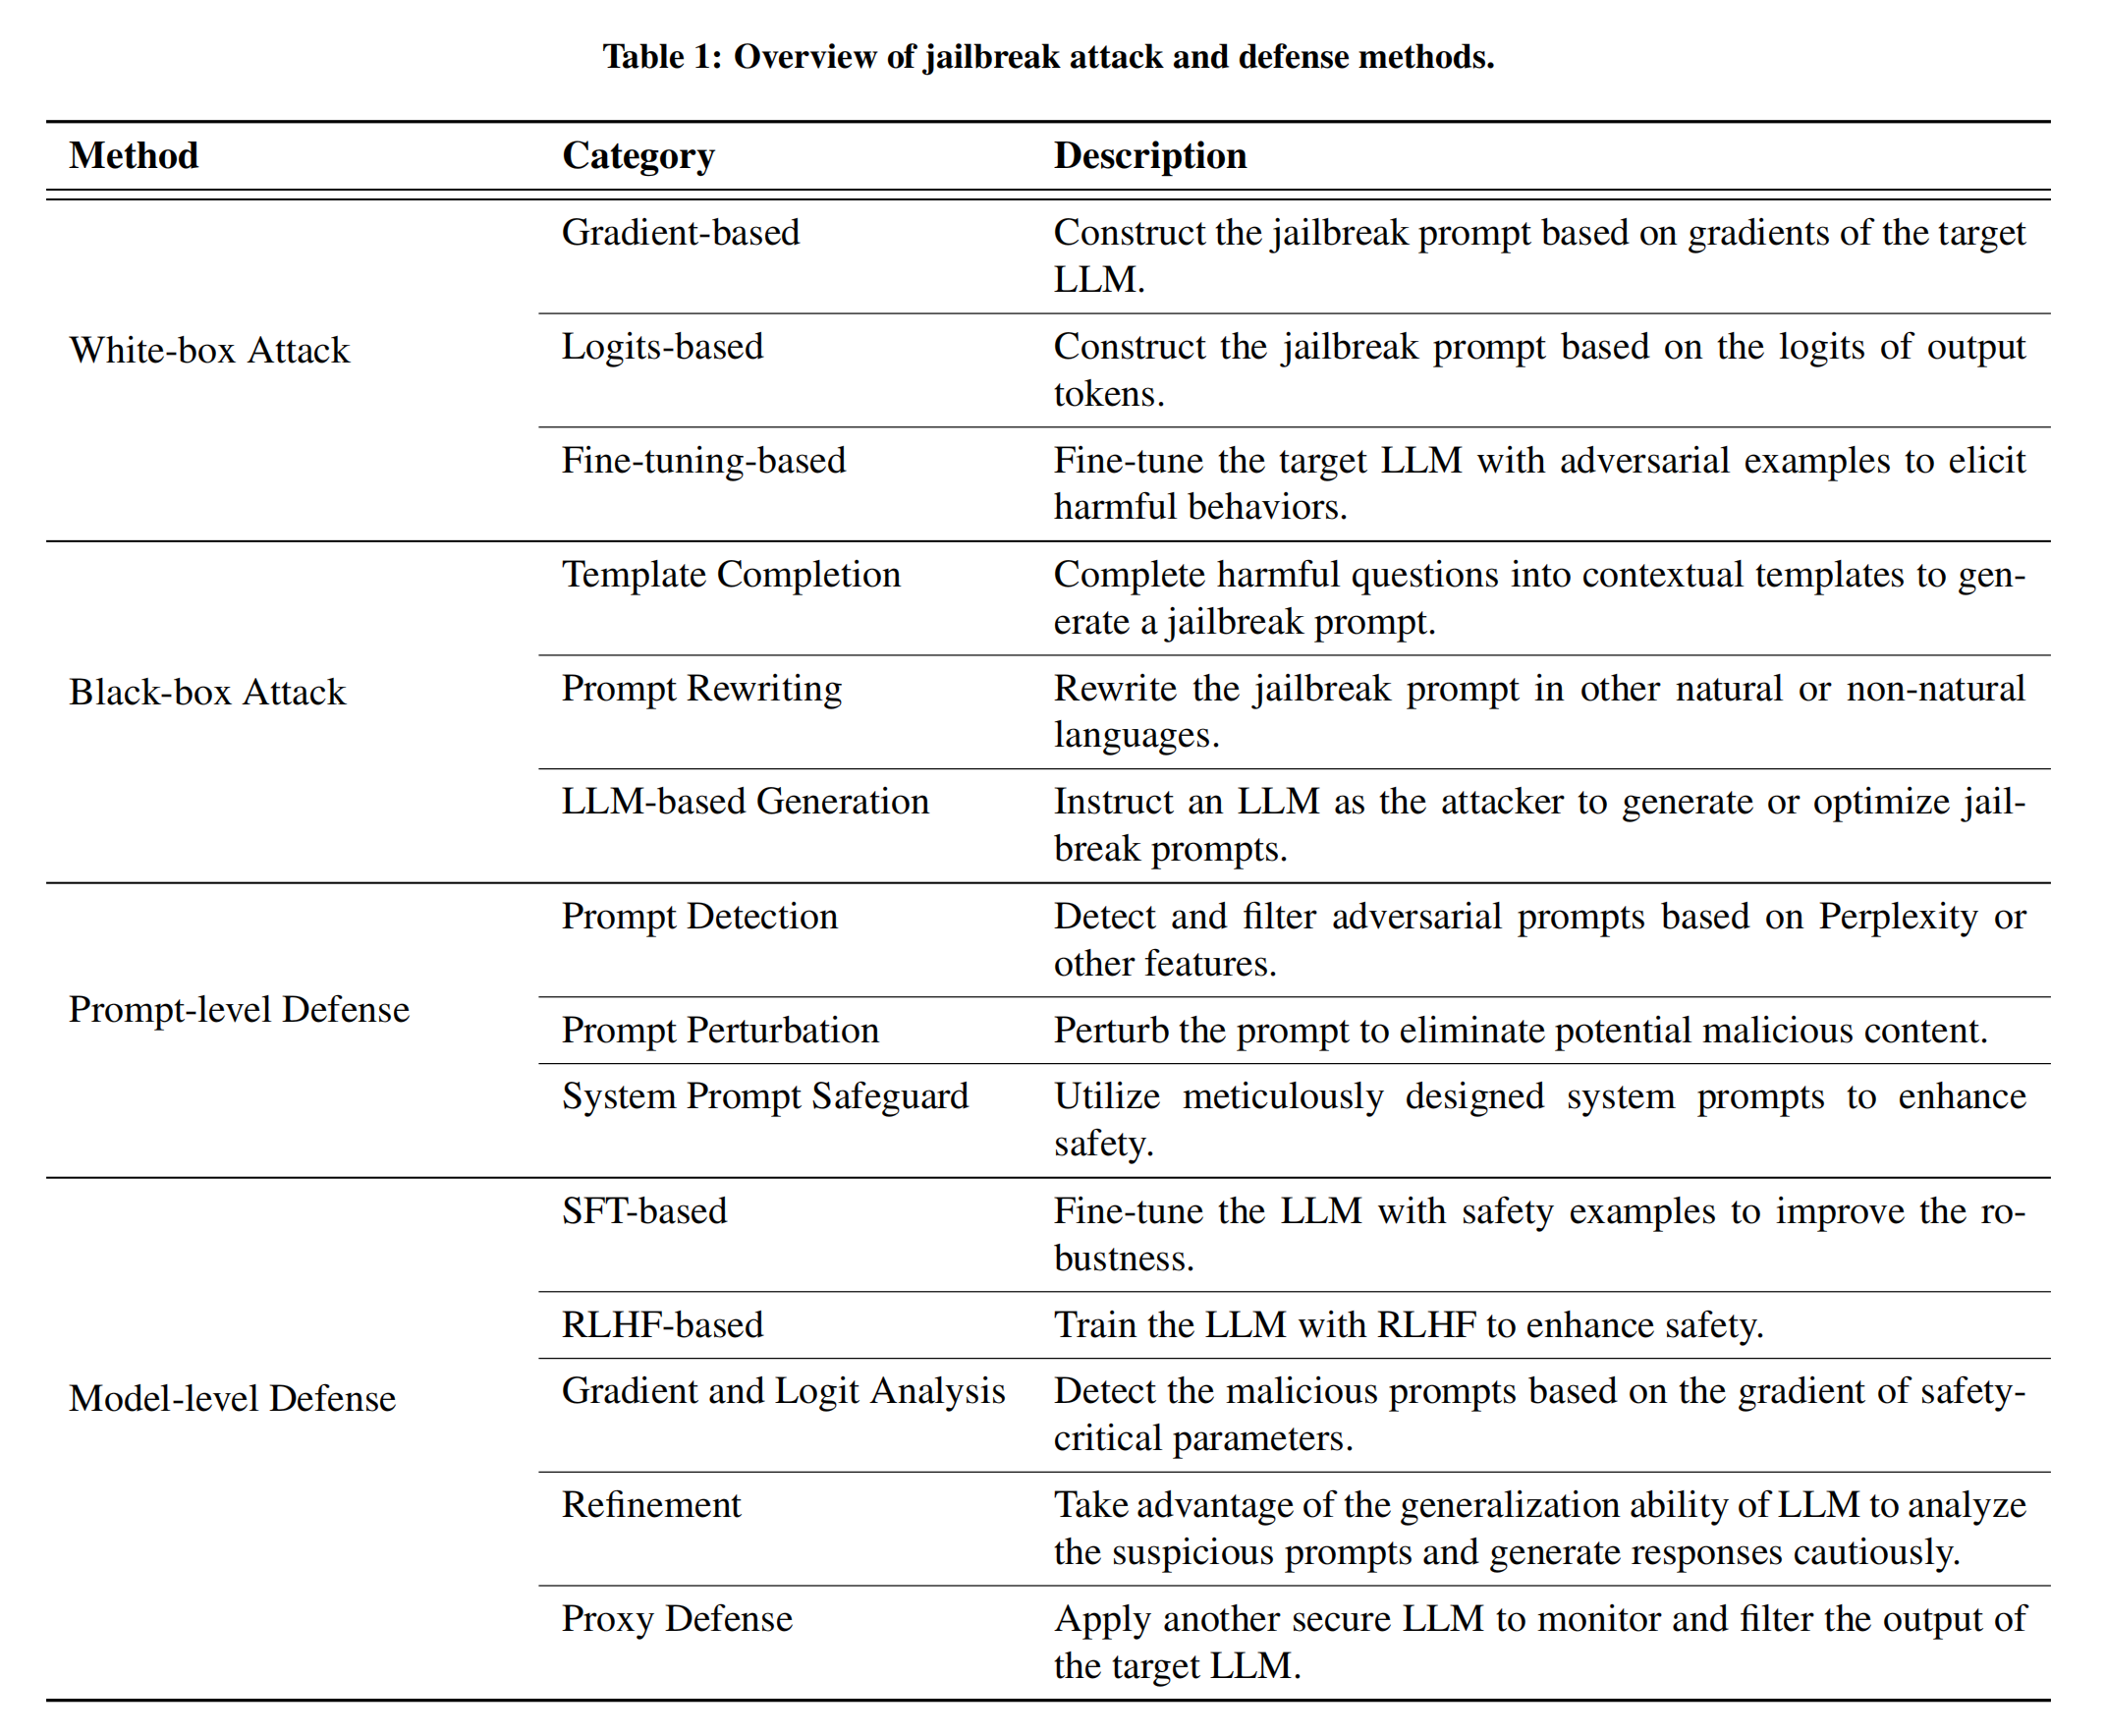 Table 1: Overview of jailbreak attack and defense methods.
Method Category Description
Gradient-based Construct the jailbreak prompt based on gradients of the target
LLM.
White-box Attack
Logits-based Construct the jailbreak prompt based on the logits of output
tokens.
Fine-tuning-based Fine-tune the target LLM with adversarial examples to elicit
harmful behaviors.
Template Completion Complete harmful questions into contextual templates to gen-
erate a jailbreak prompt.
Black-box Attack
Prompt Rewriting Rewrite the jailbreak prompt in other natural or non-natural
languages.
LLM-based Generation Instruct an LLM as the attacker to generate or optimize jail-
break prompts.
Prompt Detection Detect and filter adversarial prompts based on Perplexity or
other features.
Prompt-level Defense
Prompt Perturbation Perturb the prompt to eliminate potential malicious content.
System Prompt Safeguard Utilize meticulously designed system prompts to enhance
safety.
SFT-based Fine-tune the LLM with safety examples to improve the ro-
bustness.
RLHF-based Train the LLM with RLHF to enhance safety.
Model-level Defense
Gradient and Logit Analysis Detect the malicious prompts based on the gradient of safety-
critical parameters.
Refinement Take advantage of the generalization ability of LLM to analyze
the suspicious prompts and generate responses cautiously.
Proxy Defense Apply another secure LLM to monitor and filter the output of
the target LLM.